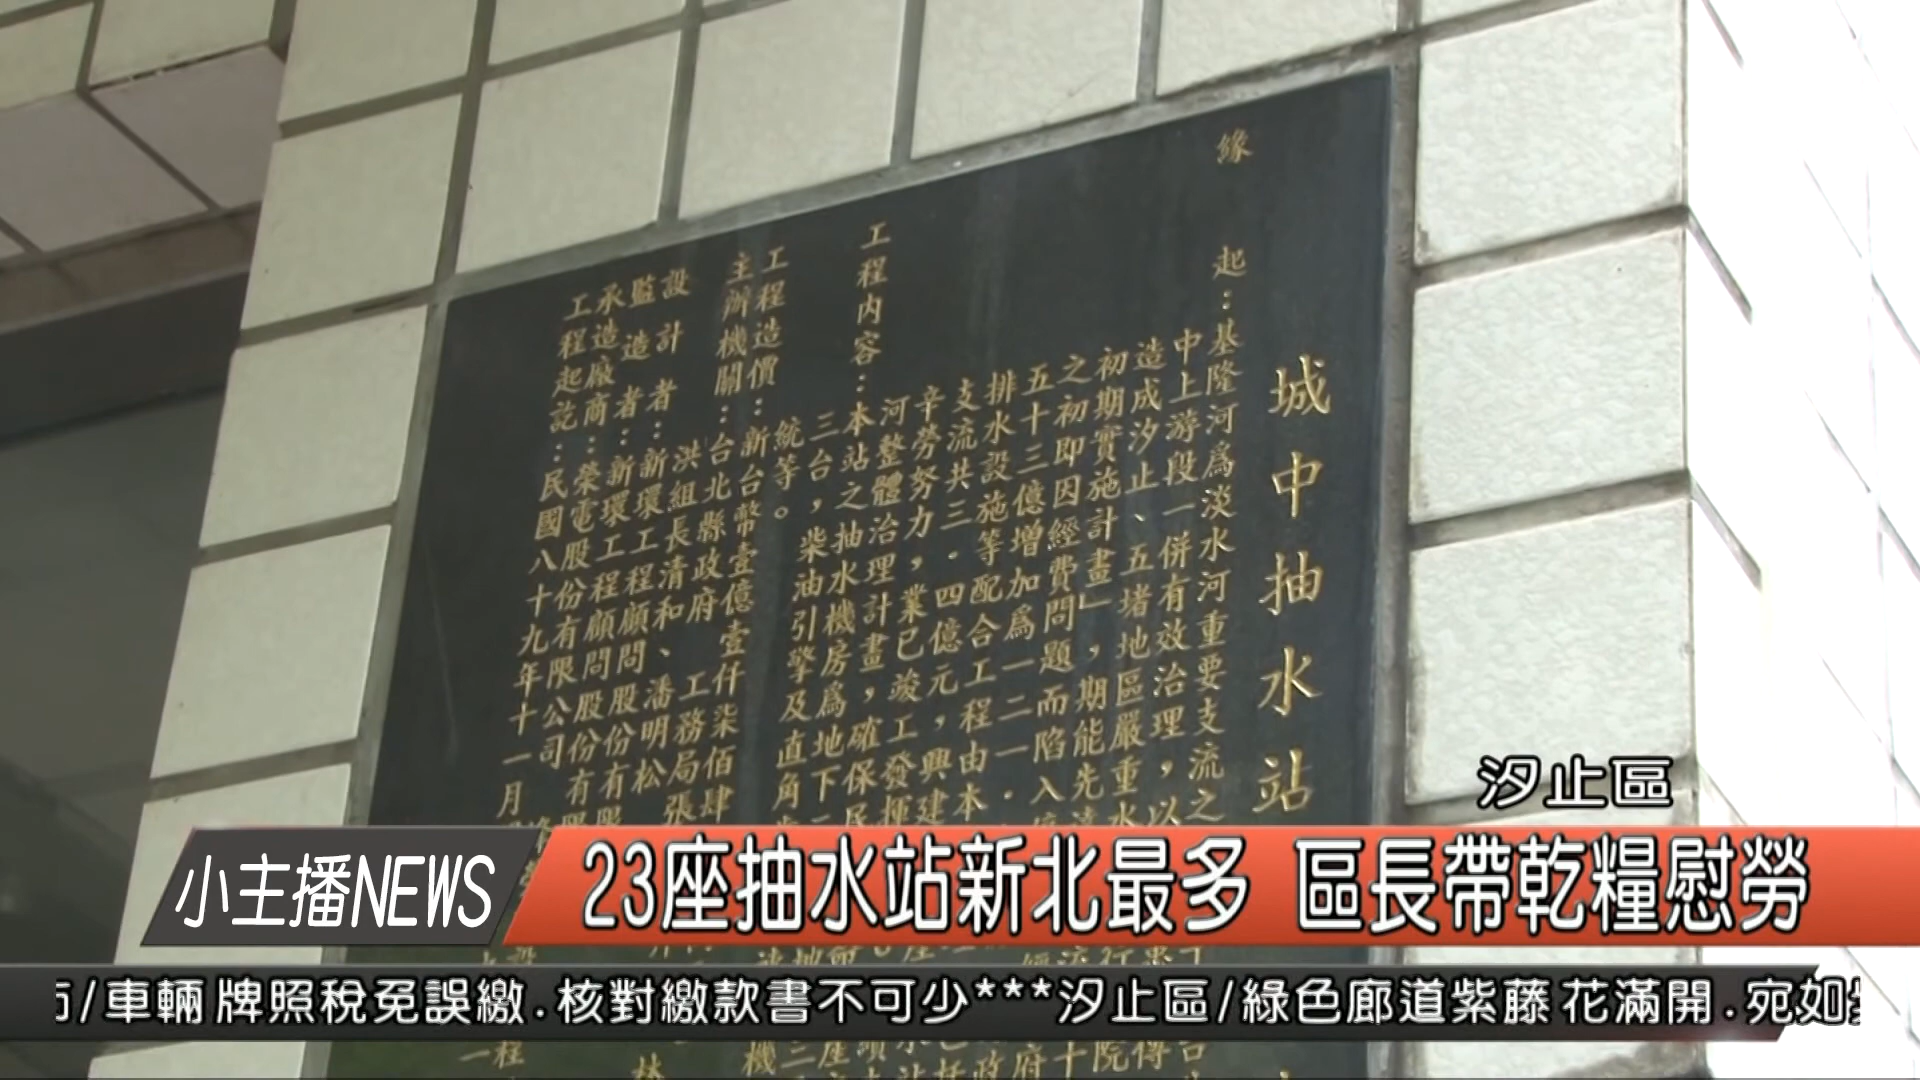 城中抽水站
緣起：基隆河為淡水河重要支流之
中上游段一併有效治理，以
造成汐止、五堵地區嚴重水
初期實施計畫」，期能先達
之初即因經費問題而陷入
五十三億增加為一二一．
排水設施等配合工程由本
支流共三．四億元，興建
辛勞努力，業已竣工發揮
河整體治理計畫，確保民
工程內容：本站之抽水機房為地下二
三台，柴油引擎及直角
統等。
工程造價：新台幣壹億壹仟柒佰肆
主辦機關：台北縣政府 工務局張
洪組長清和、潘明松
設計者：新環工程顧問股份有限
監造者：新環工程顧問股份有限
承造廠商：榮電股份有限公司
工程起訖：民國八十九年十一月
汐止區
小主播NEWS
23座抽水站新北最多 區長帶乾糧慰勞
/車輛牌照稅免誤繳.核對繳款書不可少***汐止區/綠色廊道紫藤花滿開.宛如